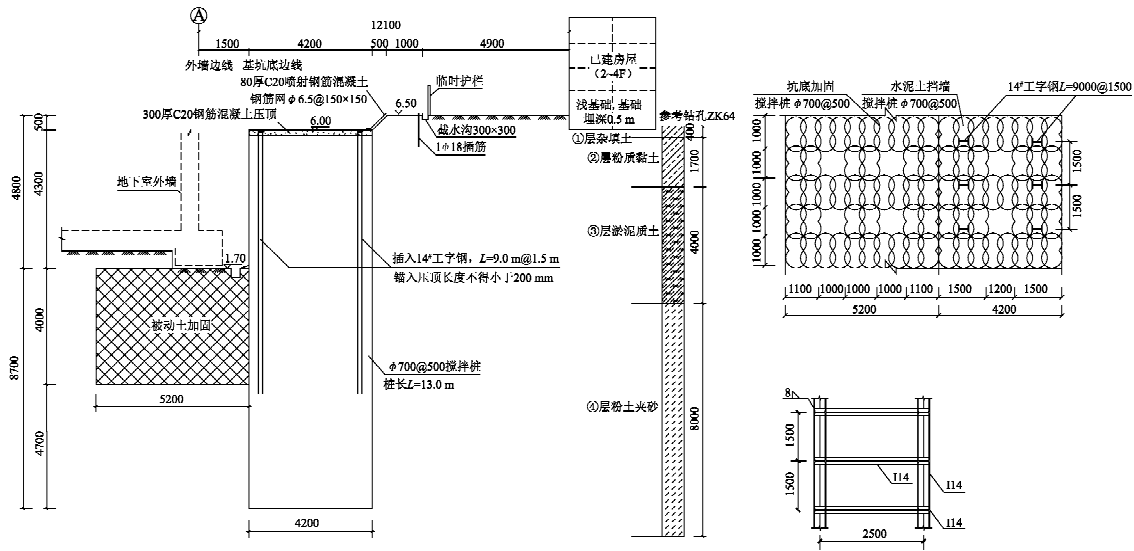 A
12100
1500
4200
500
1000
4900
外墙边线
基坑底边线
已建房屋
(2~4F)
浅基础,基础
埋深0.5 m
80厚C20喷射钢筋混凝土
钢筋网φ6.5@150×150
300厚C20钢筋混凝土压顶
临时护栏
6.50
6.00
截水沟300×300
1φ18插筋
参考钻孔ZK64
①层杂填土
②层粉质黏土
③层淤泥质土
④层粉土夹砂
400
1700
4000
8000
500
4300
4800
4000
8700
4700
地下室外墙
1.70
插入14#工字钢,L=9.0 m@1.5 m
锚入压顶长度不得小于200 mm
被动土加固
5200
φ700@500搅拌桩
桩长L=13.0 m
4200
坑底加固
搅拌桩φ700@500
水泥土挡墙
搅拌桩φ700@500
14#工字钢L=9000@1500
1000
1000
1000
1000
1000
1500
1500
1100
1000
1000
1000
1100
1500
1200
1500
5200
4200
8
1500
1500
I14
I14
I14
2500